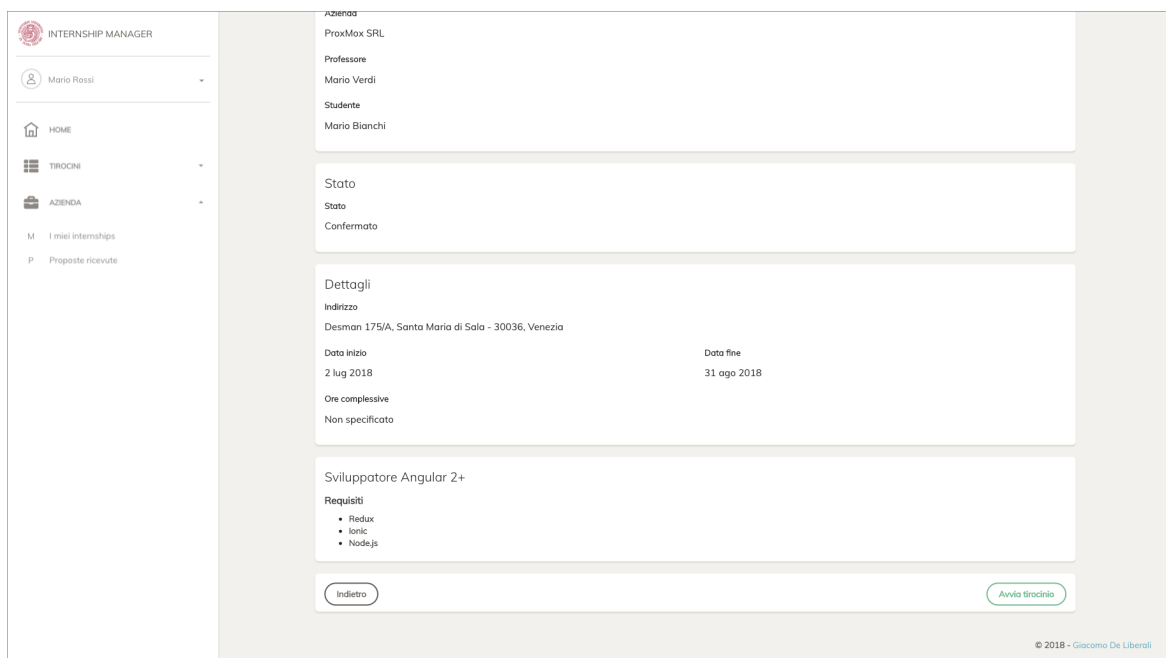 INTERNSHIP MANAGER
Mario Rossi
HOME
TIROCINI
AZIENDA
M I miei internships
P Proposte ricevute
Azienda
ProxMox SRL
Professore
Mario Verdi
Studente
Mario Bianchi
Stato
Stato
Confermato
Dettagli
Indirizzo
Desman 175/A, Santa Maria di Sala - 30036, Venezia
Data inizio Data fine
2 lug 2018 31 ago 2018
Ore complessive
Non specificato
Sviluppatore Angular 2+
Requisiti
• Redux
• Ionic
• Node.js
Indietro Avvia tirocinio
© 2018 - Giacomo De Liberali